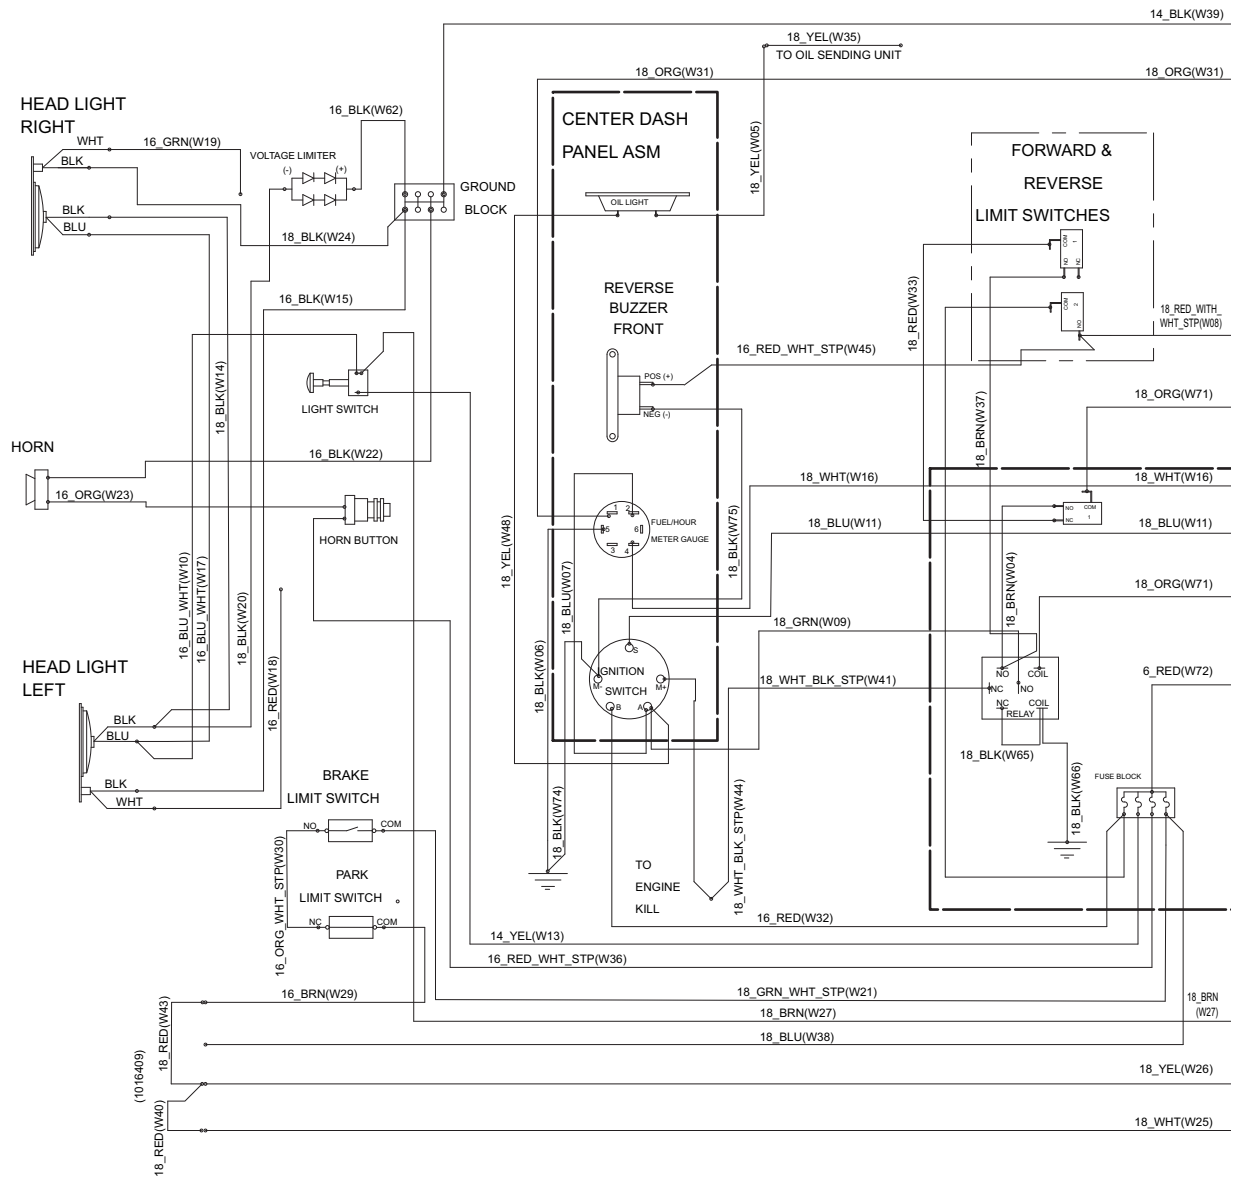 14_BLK(W39)
18_YEL(W35)
TO OIL SENDING UNIT
18_ORG(W31)
18_ORG(W31)
HEAD LIGHT
RIGHT
16_BLK(W62)
CENTER DASH
PANEL ASM
WHT
16_GRN(W19)
BLK
VOLTAGE LIMITER
(-)
(+)
18_YEL(W05)
FORWARD &
REVERSE
LIMIT SWITCHES
GROUND
BLOCK
OIL LIGHT
BLK
BLU
18_BLK(W24)
COM
1
NO
NC
16_BLK(W15)
REVERSE
BUZZER
FRONT
18_RED(W33)
COM
2
NO
18_RED_WITH_
WHT_STP(W08)
16_RED_WHT_STP(W45)
POS (+)
NEG (-)
18_BLK(W14)
LIGHT SWITCH
18_ORG(W71)
18_BRN(W37)
HORN
16_BLK(W22)
16_ORG(W23)
HORN BUTTON
18_WHT(W16)
18_WHT(W16)
NO
COM
NC
1
1
2
5
6
3
4
FUEL/HOUR
METER GAUGE
18_BLU(W11)
18_BLU(W11)
18_BLK(W75)
18_YEL(W48)
18_BLU(W07)
18_BRN(W04)
18_ORG(W71)
16_BLU_WHT(W10)
16_BLU_WHT(W17)
18_BLK(W20)
16_RED(W18)
18_GRN(W09)
18_BLK(W06)
S
IGNITION
SWITCH
M-
M+
B
A
HEAD LIGHT
LEFT
18_WHT_BLK_STP(W41)
NO
COIL
NC
NO
NC
COIL
RELAY
6_RED(W72)
BLK
BLU
18_BLK(W65)
18_BLK(W66)
FUSE BLOCK
BLK
WHT
BRAKE
LIMIT SWITCH
NO
COM
18_BLK(W74)
18_WHT_BLK_STP(W44)
16_ORG_WHT_STP(W30)
PARK
LIMIT SWITCH
NC
COM
TO
ENGINE
KILL
16_RED(W32)
14_YEL(W13)
16_RED_WHT_STP(W36)
16_BRN(W29)
18_GRN_WHT_STP(W21)
18_BRN
(W27)
18_BRN(W27)
18_RED(W43)
18_BLU(W38)
(1016409)
18_YEL(W26)
18_RED(W40)
18_WHT(W25)